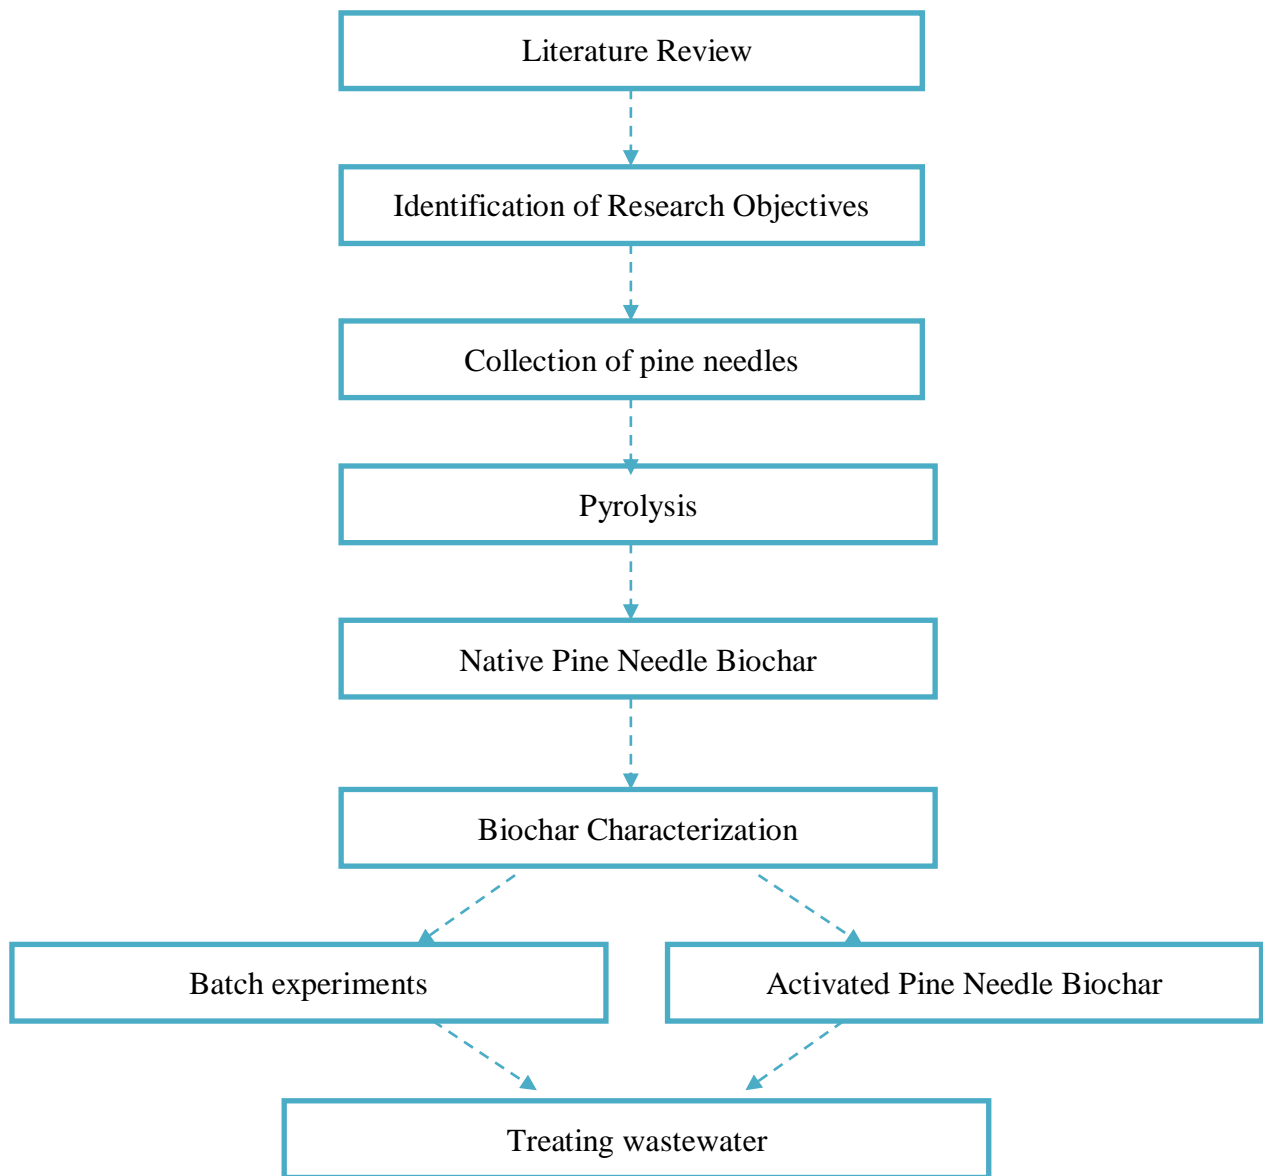 Literature Review
Identification of Research Objectives
Collection of pine needles
Pyrolysis
Native Pine Needle Biochar
Biochar Characterization
Batch experiments
Activated Pine Needle Biochar
Treating wastewater